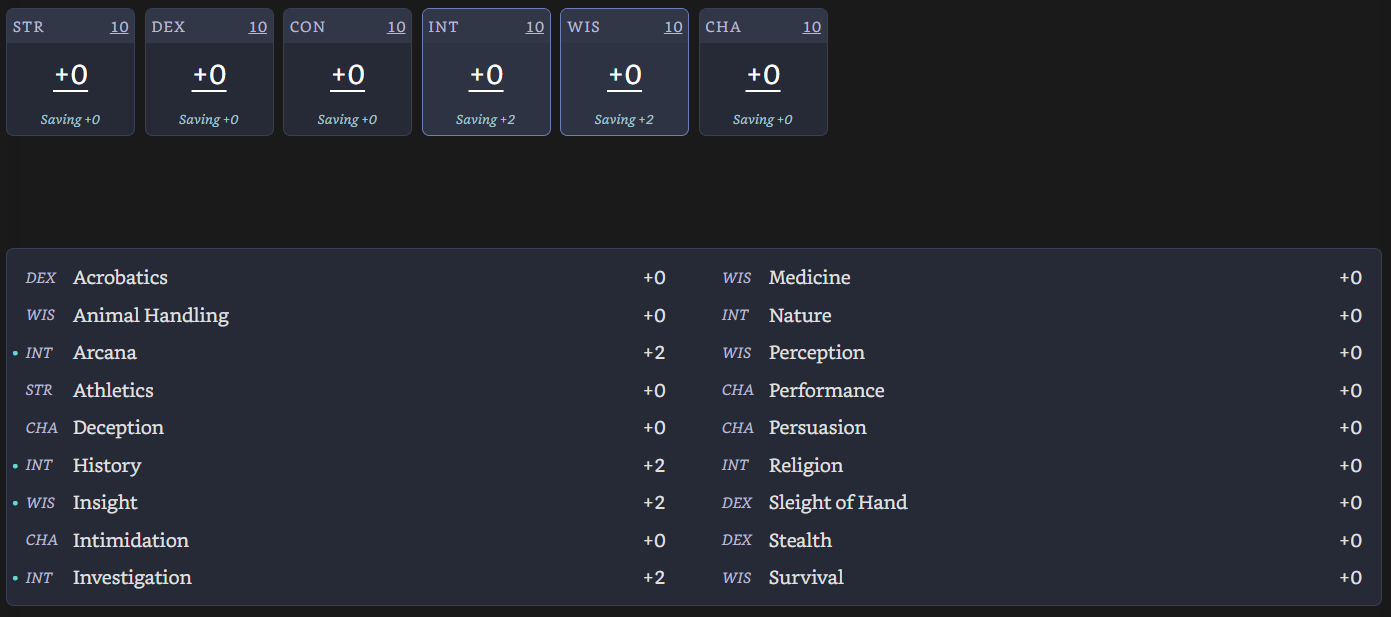 STR 10 DEX 10 CON 10 INT 10 WIS 10 CHA 10
+0 +0 +0 +0 +0 +0
Saving +0 Saving +0 Saving +0 Saving +2 Saving +2 Saving +0
DEX Acrobatics +0
WIS Animal Handling +0
INT Arcana +2
STR Athletics +0
CHA Deception +0
INT History +2
WIS Insight +2
CHA Intimidation +0
INT Investigation +2
WIS Medicine +0
INT Nature +0
WIS Perception +0
CHA Performance +0
CHA Persuasion +0
INT Religion +0
DEX Sleight of Hand +0
DEX Stealth +0
WIS Survival +0